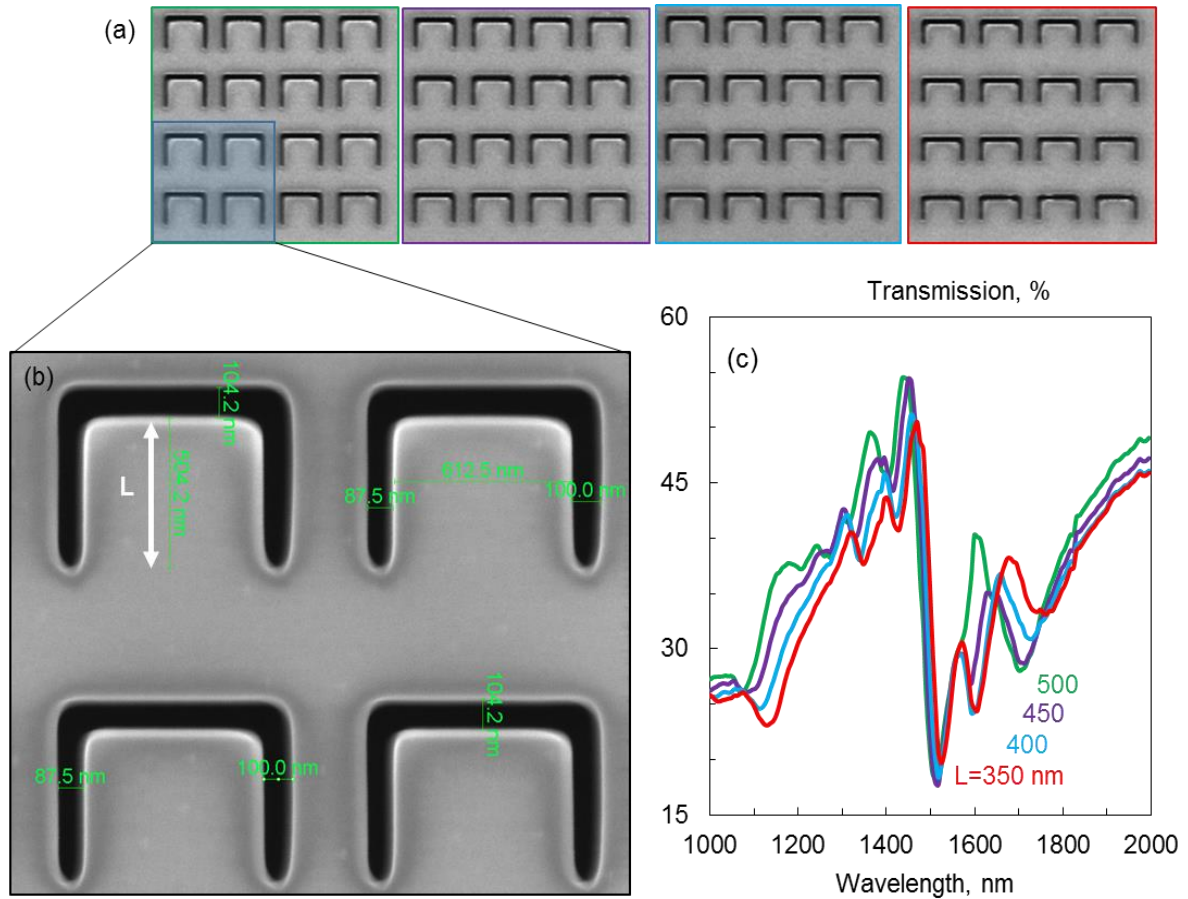 (a)
(b)
104.2 nm
L
504.2 nm
612.5 nm
87.5 nm
100.0 nm
104.2 nm
87.5 nm
100.0 nm
Transmission, %
60
(c)
45
30
500
450
400
L=350 nm
15
1000 1200 1400 1600 1800 2000
Wavelength, nm